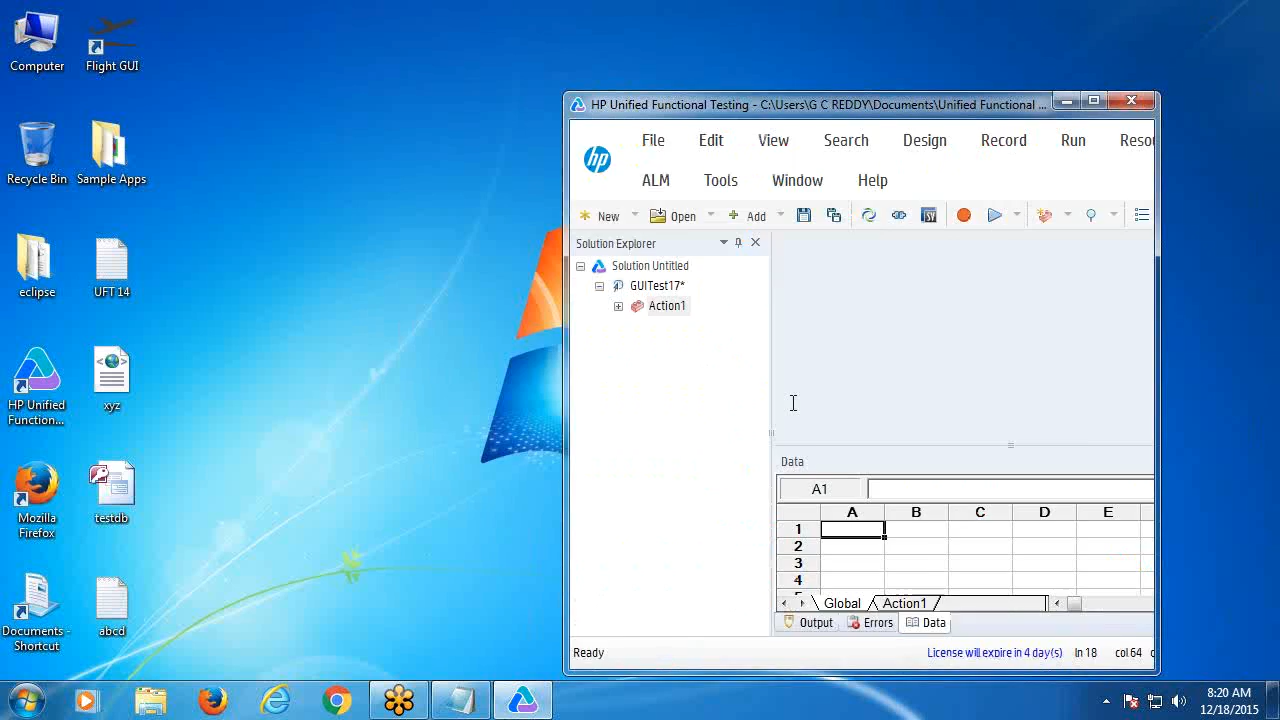 Computer
Flight GUI
Recycle Bin
Sample Apps
eclipse
UFT 14
HP Unified
Function...
xyz
Mozilla
Firefox
testdb
Documents -
Shortcut
abcd
HP Unified Functional Testing - C:\Users\G C REDDY\Documents\Unified Functional ...
hp
File Edit View Search Design Record Run Resou
ALM Tools Window Help
New Open Add
Solution Explorer
Solution Untitled
GUITest17*
Action1
Data
A1
A B C D E
1
2
3
4
Global Action1
Output Errors Data
Ready License will expire in 4 day(s) ln 18 col 64
8:20 AM
12/18/2015